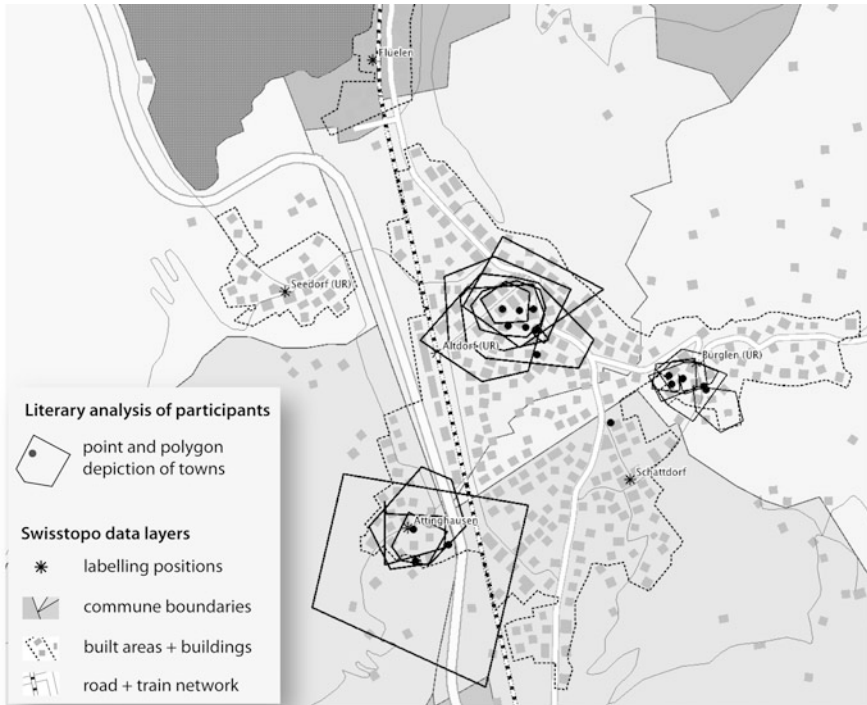 Flüelen
Seedorf (UR)
Altdorf (UR)
Bürglen (UR)
Schattdorf
Attinghausen
Literary analysis of participants
point and polygon
depiction of towns
Swisstopo data layers
labelling positions
commune boundaries
built areas + buildings
road + train network